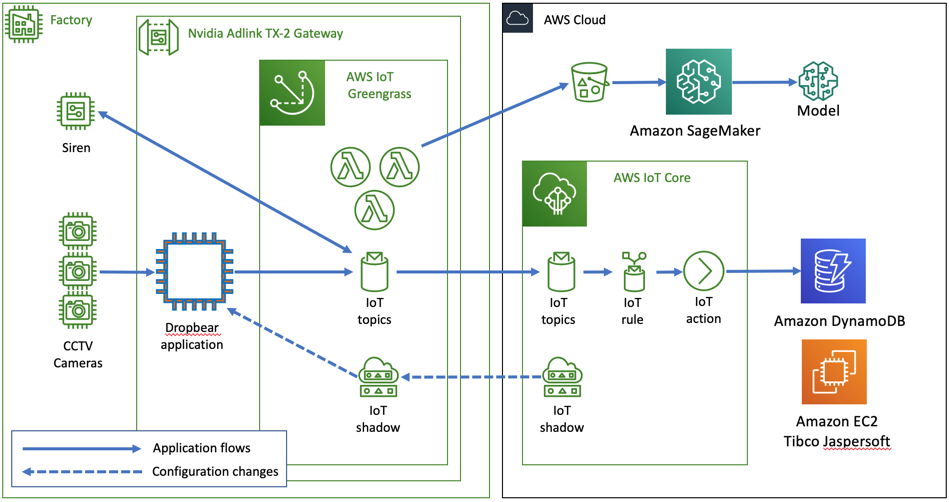 Factory
Nvidia Adlink TX-2 Gateway
AWS IoT
Greengrass
AWS Cloud
Siren
Amazon SageMaker
Model
AWS IoT Core
CCTV
Cameras
Dropbear
application
IoT
topics
IoT
topics
IoT
rule
IoT
action
Amazon DynamoDB
IoT
shadow
IoT
shadow
Amazon EC2
Tibco Jaspersoft
Application flows
Configuration changes